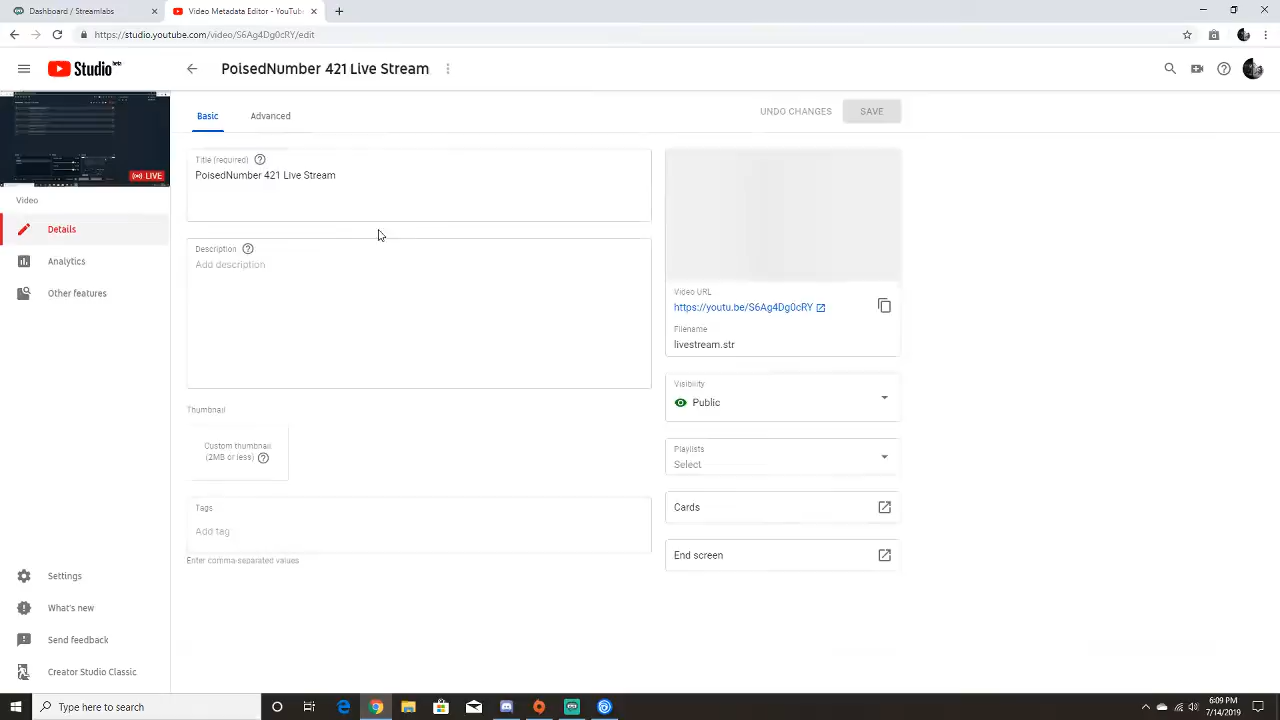 Dashboard / Streamlabs
Video Metadata Editor - YouTube
https://studio.youtube.com/video/S6Ag4Dg0cRY/edit
Studio beta
PoisedNumber 421 Live Stream
Basic
Advanced
UNDO CHANGES
SAVE
LIVE
Video
Details
Analytics
Other features
Settings
What's new
Send feedback
Creator Studio Classic
Title (required)
PoisedNumber 421 Live Stream
Description
Add description
Thumbnail
Custom thumbnail
(2MB or less)
Tags
Add tag
Enter comma-separated values
Video URL
https://youtu.be/S6Ag4Dg0cRY
Filename
livestream.str
Visibility
Public
Playlists
Select
Cards
End screen
Type here to search
6:09 PM
7/14/2019